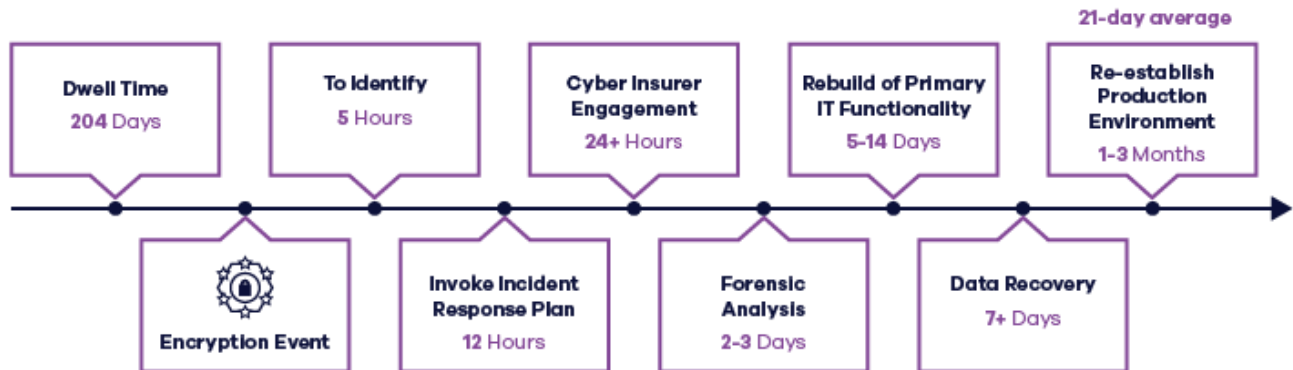 21-day average
Dwell Time
204 Days
To Identify
5 Hours
Cyber Insurer
Engagement
24+ Hours
Rebuild of Primary
IT Functionality
5-14 Days
Re-establish
Production
Environment
1-3 Months
Encryption Event
Invoke Incident
Response Plan
12 Hours
Forensic
Analysis
2-3 Days
Data Recovery
7+ Days